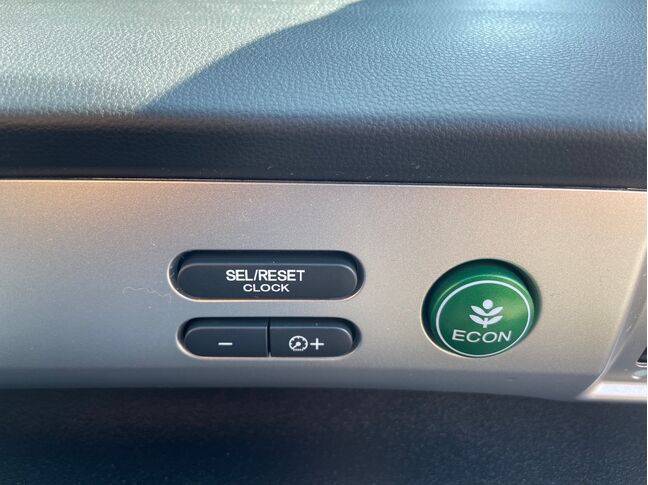 SEL/RESET
CLOCK
- +
ECON